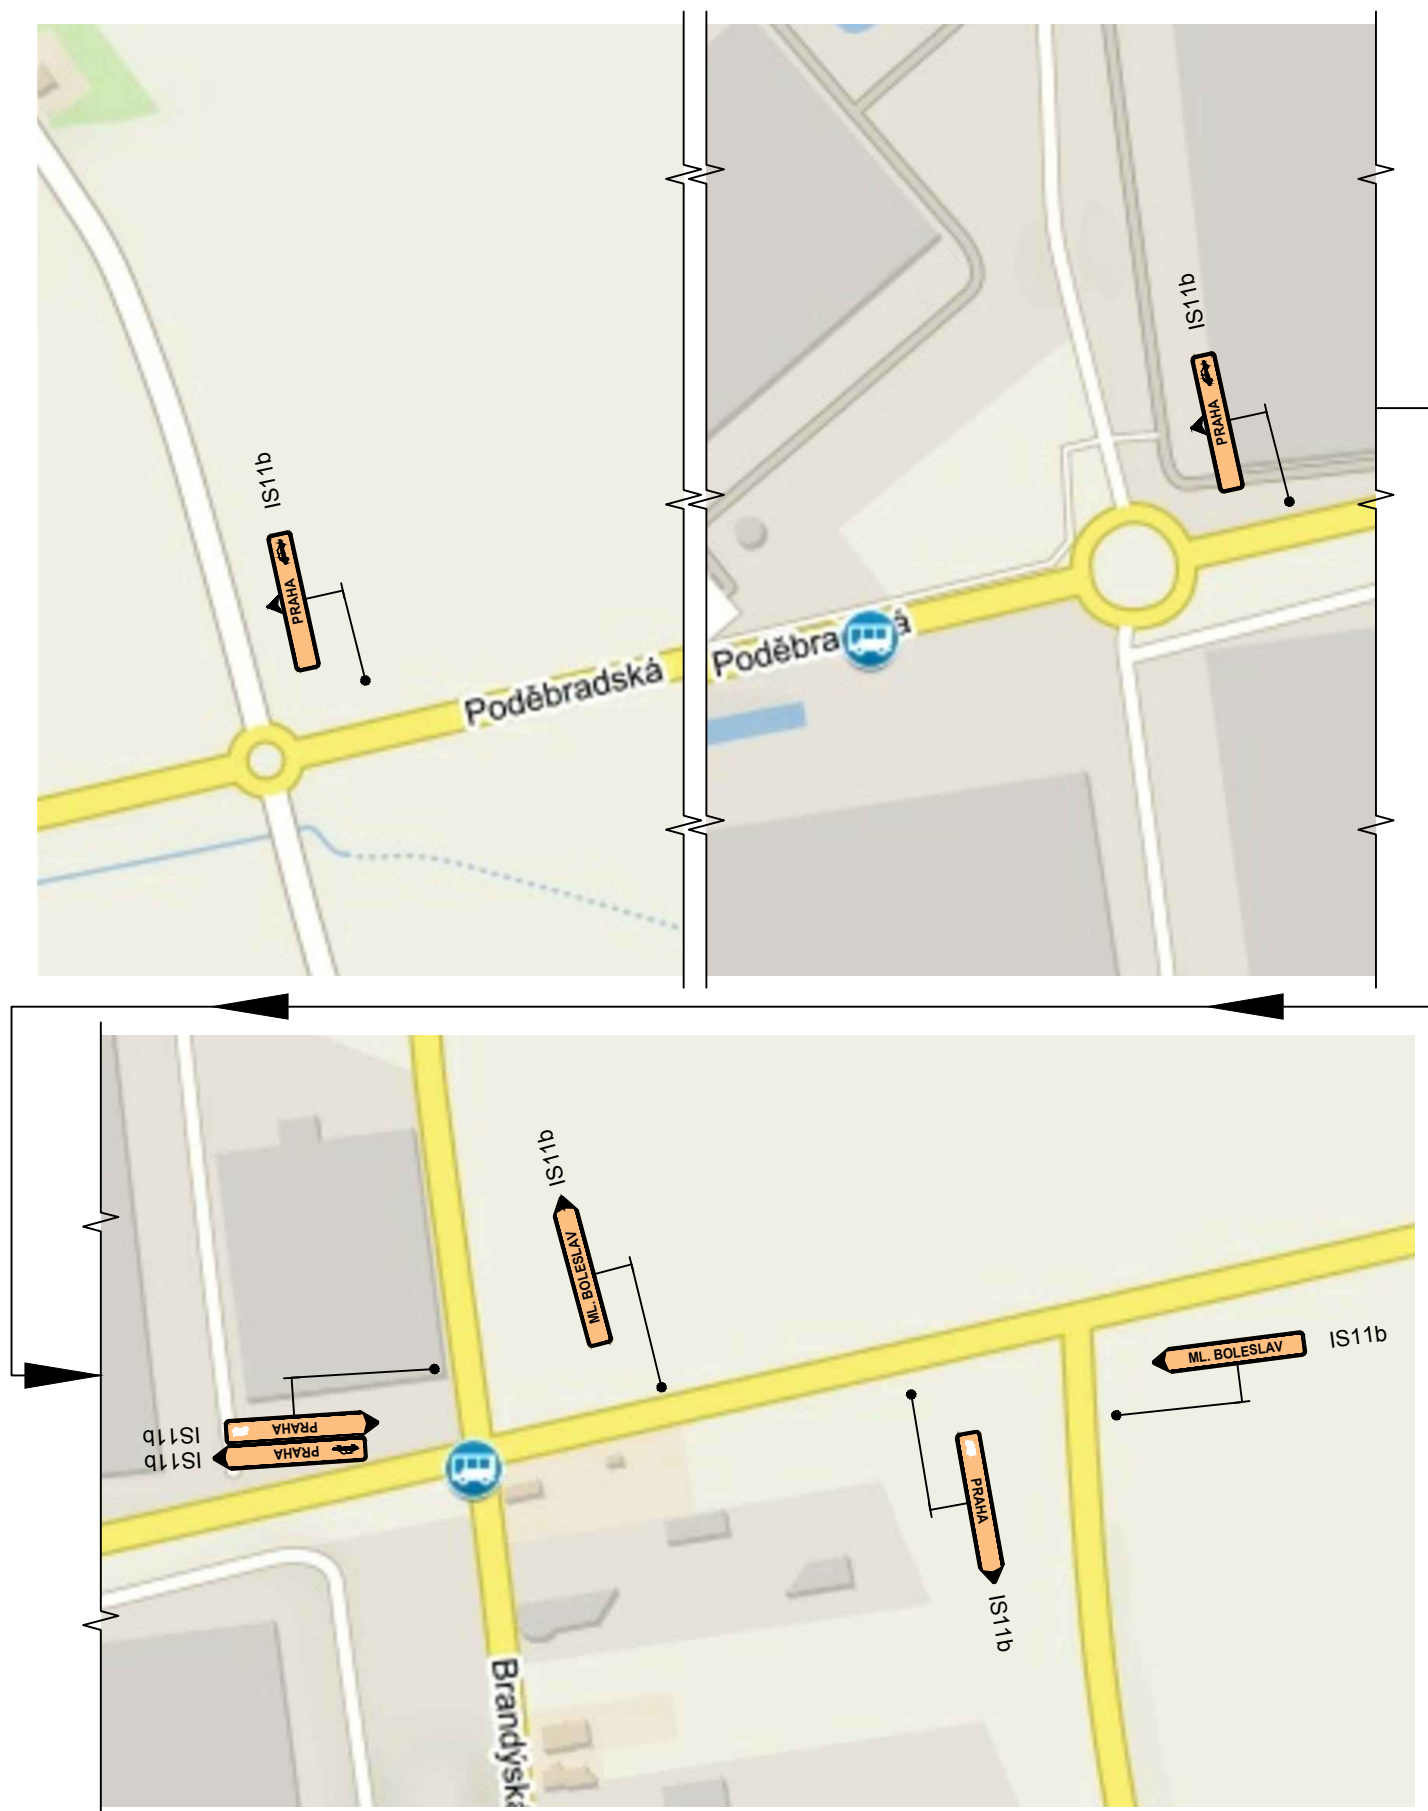 IS11b
PRAHA
Poděbradská
IS11b
PRAHA
Poděbra
IS11b
ML. BOLESLAV
ML. BOLESLAV
IS11b
IS11b
PRAHA
IS11b
PRAHA
PRAHA
IS11b
Brandýská